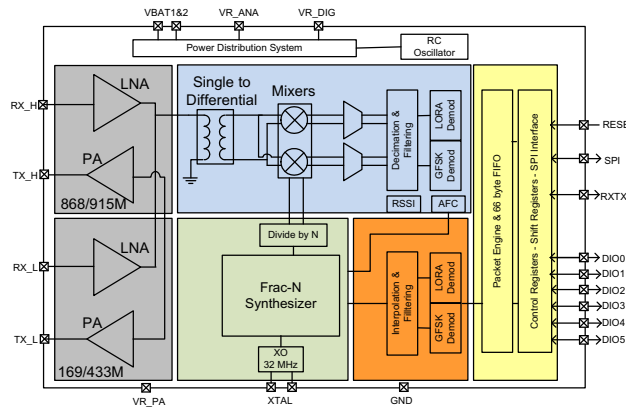 VBAT1&2
VR_ANA
VR_DIG
Power Distribution System
RC
Oscillator
RX_H
LNA
PA
TX_H
868/915M
Single to
Differential
Mixers
Decimation &
Filtering
LORA
Demod
GFSK
Demod
RSSI
AFC
RX_L
LNA
PA
TX_L
169/433M
Divide by N
Frac-N
Synthesizer
XO
32 MHz
Interpolation &
Filtering
LORA
Demod
GFSK
Demod
Packet Engine & 66 byte FIFO
Control Registers - Shift Registers - SPI Interface
RESE
SPI
RXTX
DIO0
DIO1
DIO2
DIO3
DIO4
DIO5
VR_PA
XTAL
GND